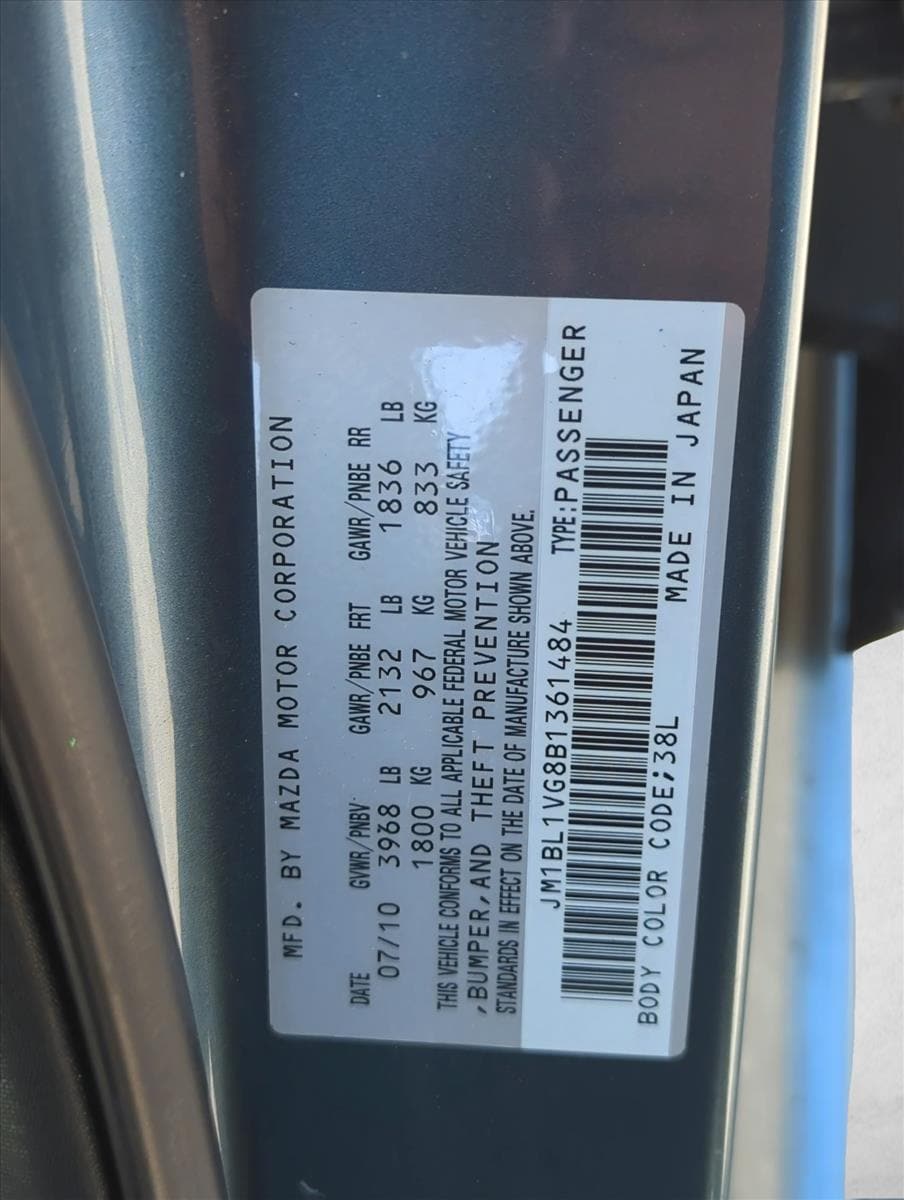 MFD. BY MAZDA MOTOR CORPORATION
DATE GVWR/PNBV GAWR/PNBE FRT GAWR/PNBE RR
07/10 3968 LB 2132 LB 1836 LB
1800 KG 967 KG 833 KG
THIS VEHICLE CONFORMS TO ALL APPLICABLE FEDERAL MOTOR VEHICLE SAFETY
,BUMPER,AND THEFT PREVENTION
STANDARDS IN EFFECT ON THE DATE OF MANUFACTURE SHOWN ABOVE.
JM1BL1VG8B1361484 TYPE:PASSENGER
BODY COLOR CODE;38L MADE IN JAPAN